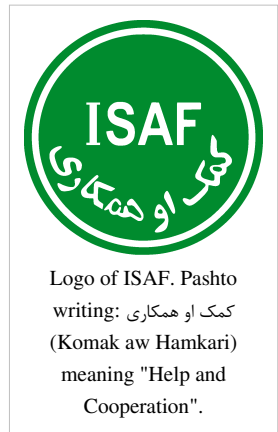 ISAF
کمک او همکاری
Logo of ISAF. Pashto
writing: کمک او همکاری
(Komak aw Hamkari)
meaning "Help and
Cooperation".